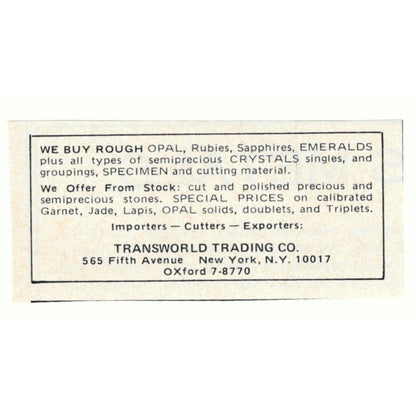 WE BUY ROUGH OPAL, Rubies, Sapphires, EMERALDS
plus all types of semiprecious CRYSTALS singles, and
groupings, SPECIMEN and cutting material.
We Offer From Stock: cut and polished precious and
semiprecious stones. SPECIAL PRICES on calibrated
Garnet, Jade, Lapis, OPAL solids, doublets, and Triplets.
Importers — Cutters — Exporters:
TRANSWORLD TRADING CO.
565 Fifth Avenue New York, N.Y. 10017
OXford 7-8770